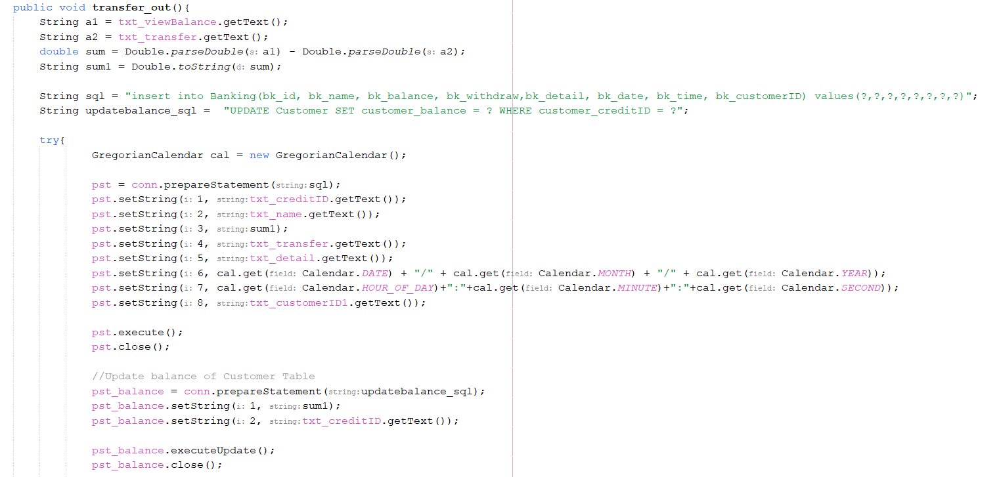 public void transfer_out(){
String a1 = txt_viewBalance.getText();
String a2 = txt_transfer.getText();
double sum = Double.parseDouble(s: a1) - Double.parseDouble(s: a2);
String sum1 = Double.toString(d: sum);
String sql = "insert into Banking(bk_id, bk_name, bk_balance, bk_withdraw,bk_detail, bk_date, bk_time, bk_customerID) values(?,?,?,?,?,?,?,?)";
String updatebalance_sql =  "UPDATE Customer SET customer_balance = ? WHERE customer_creditID = ?";
try{
GregorianCalendar cal = new GregorianCalendar();
pst = conn.prepareStatement(string:sql);
pst.setString(i: 1, string:txt_creditID.getText());
pst.setString(i: 2, string:txt_name.getText());
pst.setString(i: 3, string:sum1);
pst.setString(i: 4, string:txt_transfer.getText());
pst.setString(i: 5, string:txt_detail.getText());
pst.setString(i: 6, cal.get(field: Calendar.DATE) + "/" + cal.get(field: Calendar.MONTH) + "/" + cal.get(field: Calendar.YEAR));
pst.setString(i: 7, cal.get(field: Calendar.HOUR_OF_DAY)+":"+cal.get(field: Calendar.MINUTE)+":"+cal.get(field: Calendar.SECOND));
pst.setString(i: 8, string:txt_customerID1.getText());
pst.execute();
pst.close();
//Update balance of Customer Table
pst_balance = conn.prepareStatement(string:updatebalance_sql);
pst_balance.setString(i: 1, string:sum1);
pst_balance.setString(i: 2, string:txt_creditID.getText());
pst_balance.executeUpdate();
pst_balance.close();